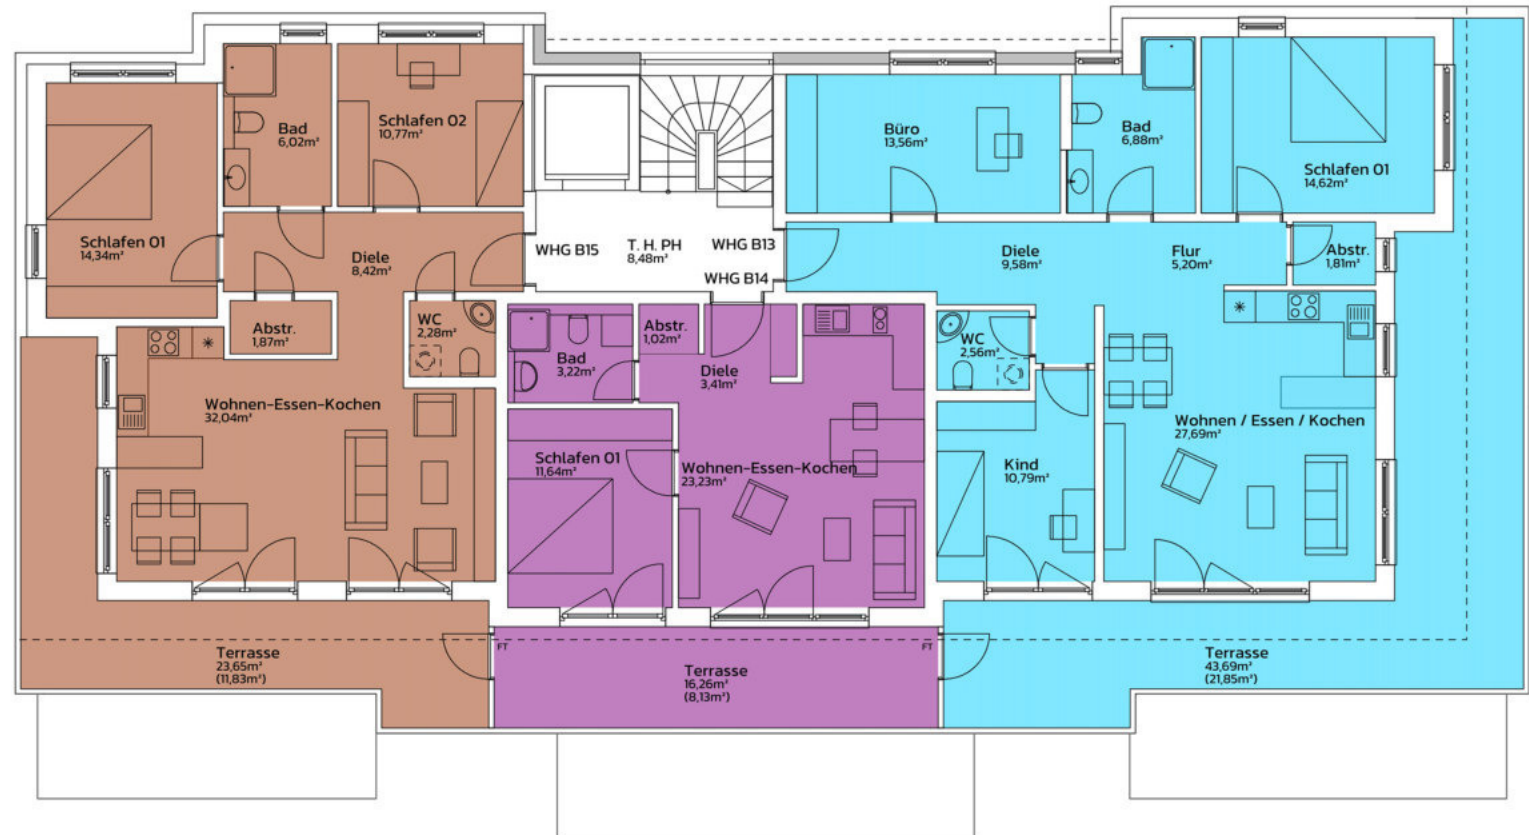 Schlafen 01
14,34m²
Bad
6,02m²
Schlafen 02
10,77m²
Diele
8,42m²
Abstr.
1,87m²
WC
2,28m²
Wohnen-Essen-Kochen
32,04m²
Terrasse
23,65m²
(11,83m²)
WHG B15
T. H. PH
8,48m²
WHG B13
WHG B14
Bad
3,22m²
Abstr.
1,02m²
Diele
3,41m²
Schlafen 01
11,64m²
Wohnen-Essen-Kochen
23,23m²
FT
FT
Terrasse
16,26m²
(8,13m²)
Büro
13,56m²
Bad
6,88m²
Schlafen 01
14,62m²
Diele
9,58m²
Flur
5,20m²
Abstr.
1,81m²
WC
2,56m²
Kind
10,79m²
Wohnen / Essen / Kochen
27,69m²
Terrasse
43,69m²
(21,85m²)